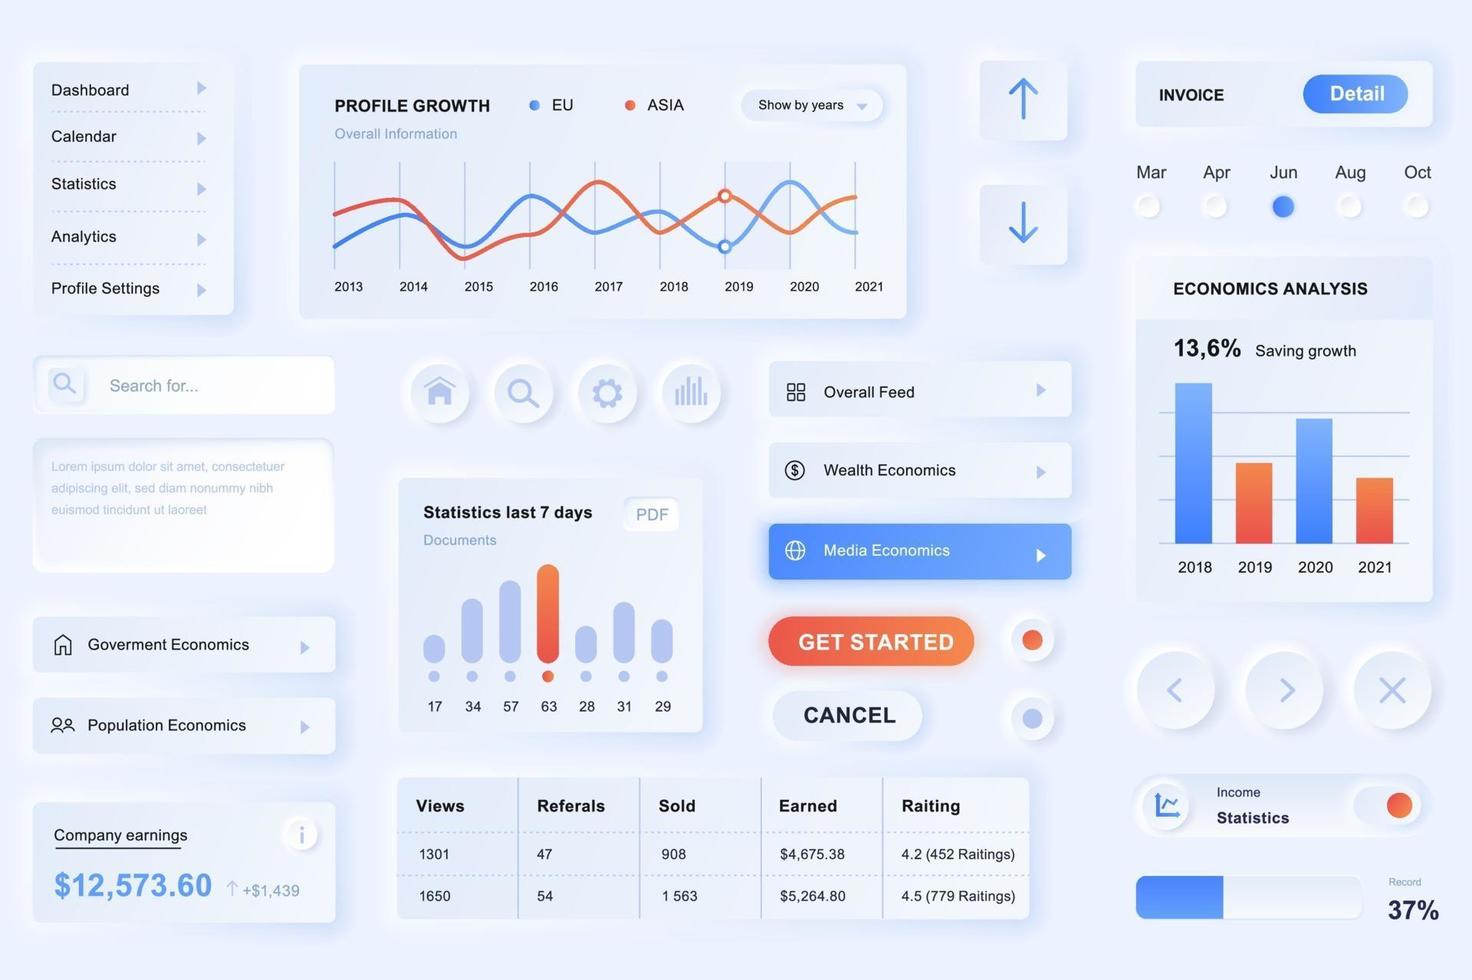 Dashboard
Calendar
Statistics
Analytics
Profile Settings
PROFILE GROWTH
EU
ASIA
Show by years
Overall Information
2013 2014 2015 2016 2017 2018 2019 2020 2021
INVOICE
Detail
Mar Apr Jun Aug Oct
ECONOMICS ANALYSIS
13,6% Saving growth
2018 2019 2020 2021
Search for...
Lorem ipsum dolor sit amet, consectetuer
adipiscing elit, sed diam nonummy nibh
euismod tincidunt ut laoreet
Overall Feed
Wealth Economics
Media Economics
Statistics last 7 days
PDF
Documents
17 34 57 63 28 31 29
GET STARTED
CANCEL
Goverment Economics
Population Economics
Company earnings
i
$12,573.60 +$1,439
Views Referals Sold Earned Raiting
1301 47 908 $4,675.38 4.2 (452 Raitings)
1650 54 1 563 $5,264.80 4.5 (779 Raitings)
Income
Statistics
Record
37%